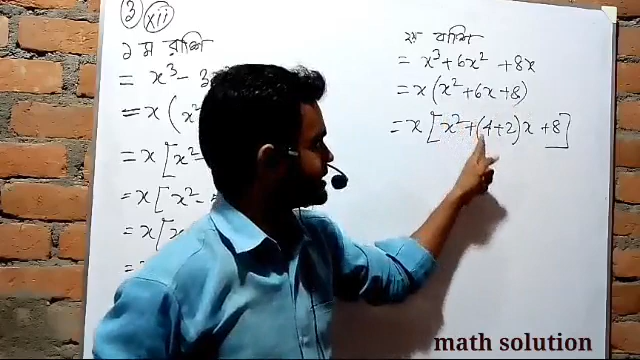 3 xii
১ম রাশি
= x³ - 3
= x ( x²
= x [ x²
= x [ x² -
= x [ x²
=
২য় রাশি
= x³ + 6x² + 8x
= x (x² + 6x + 8)
= x [ x² + (4+2)x + 8 ]
math solution